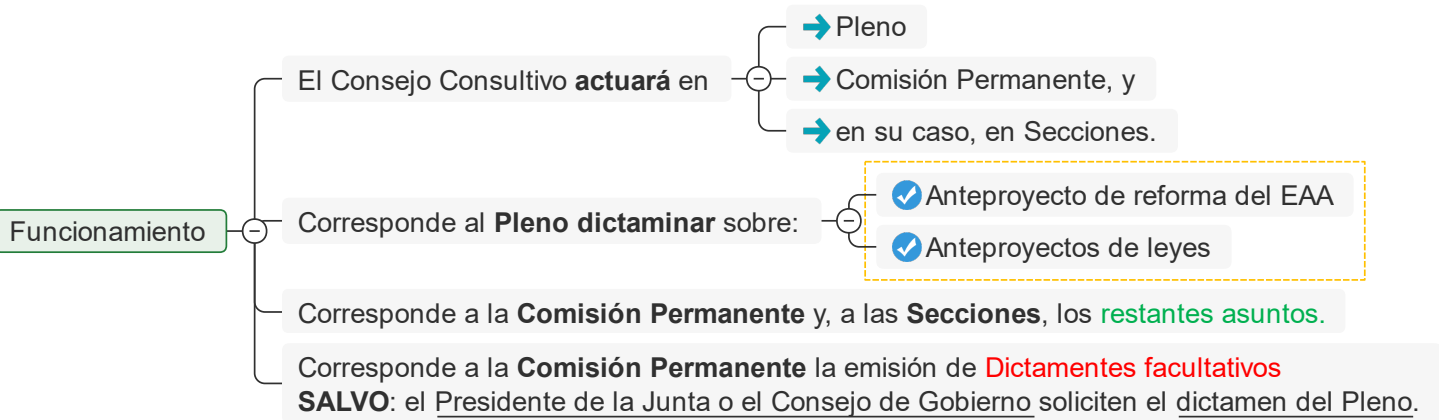 Funcionamiento
El Consejo Consultivo actuará en
Pleno
Comisión Permanente, y
en su caso, en Secciones.
Corresponde al Pleno dictaminar sobre:
Anteproyecto de reforma del EAA
Anteproyectos de leyes
Corresponde a la Comisión Permanente y, a las Secciones, los restantes asuntos.
Corresponde a la Comisión Permanente la emisión de Dictamentes facultativos
SALVO: el Presidente de la Junta o el Consejo de Gobierno soliciten el dictamen del Pleno.